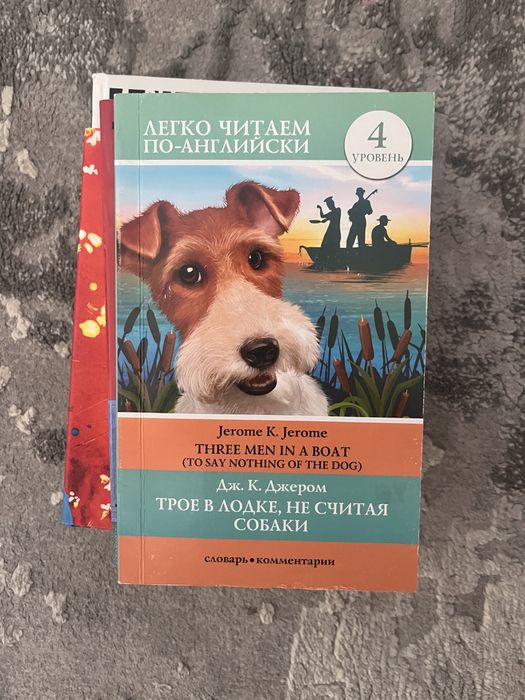 ЛЕГКО ЧИТАЕМ
ПО-АНГЛИЙСКИ
4
УРОВЕНЬ
Jerome K. Jerome
THREE MEN IN A BOAT
(TO SAY NOTHING OF THE DOG)
Дж. К. Джером
ТРОЕ В ЛОДКЕ, НЕ СЧИТАЯ
СОБАКИ
словарь • комментарии